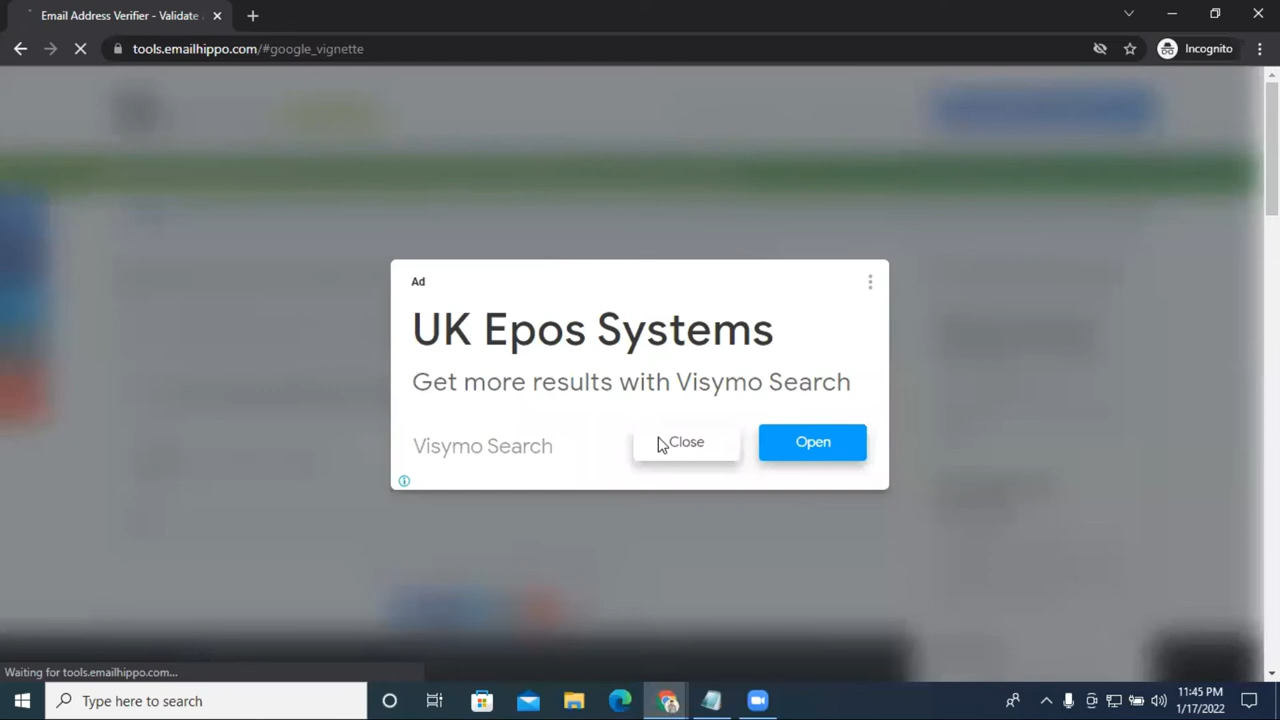 Email Address Verifier - Validate
tools.emailhippo.com/#google_vignette
Incognito
Ad
UK Epos Systems
Get more results with Visymo Search
Visymo Search
Close
Open
Waiting for tools.emailhippo.com...
Type here to search
11:45 PM
1/17/2022